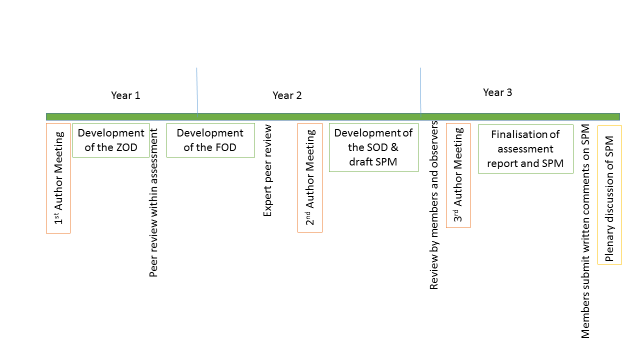 Year 1
Year 2
Year 3
1st Author Meeting
Development
of the ZOD
Peer review within assessment
Development
of the FOD
Expert peer review
2nd Author Meeting
Development of
the SOD &
draft SPM
Review by members and observers
3rd Author Meeting
Finalisation of
assessment
report and SPM
Members submit written comments on SPM
Plenary discussion of SPM